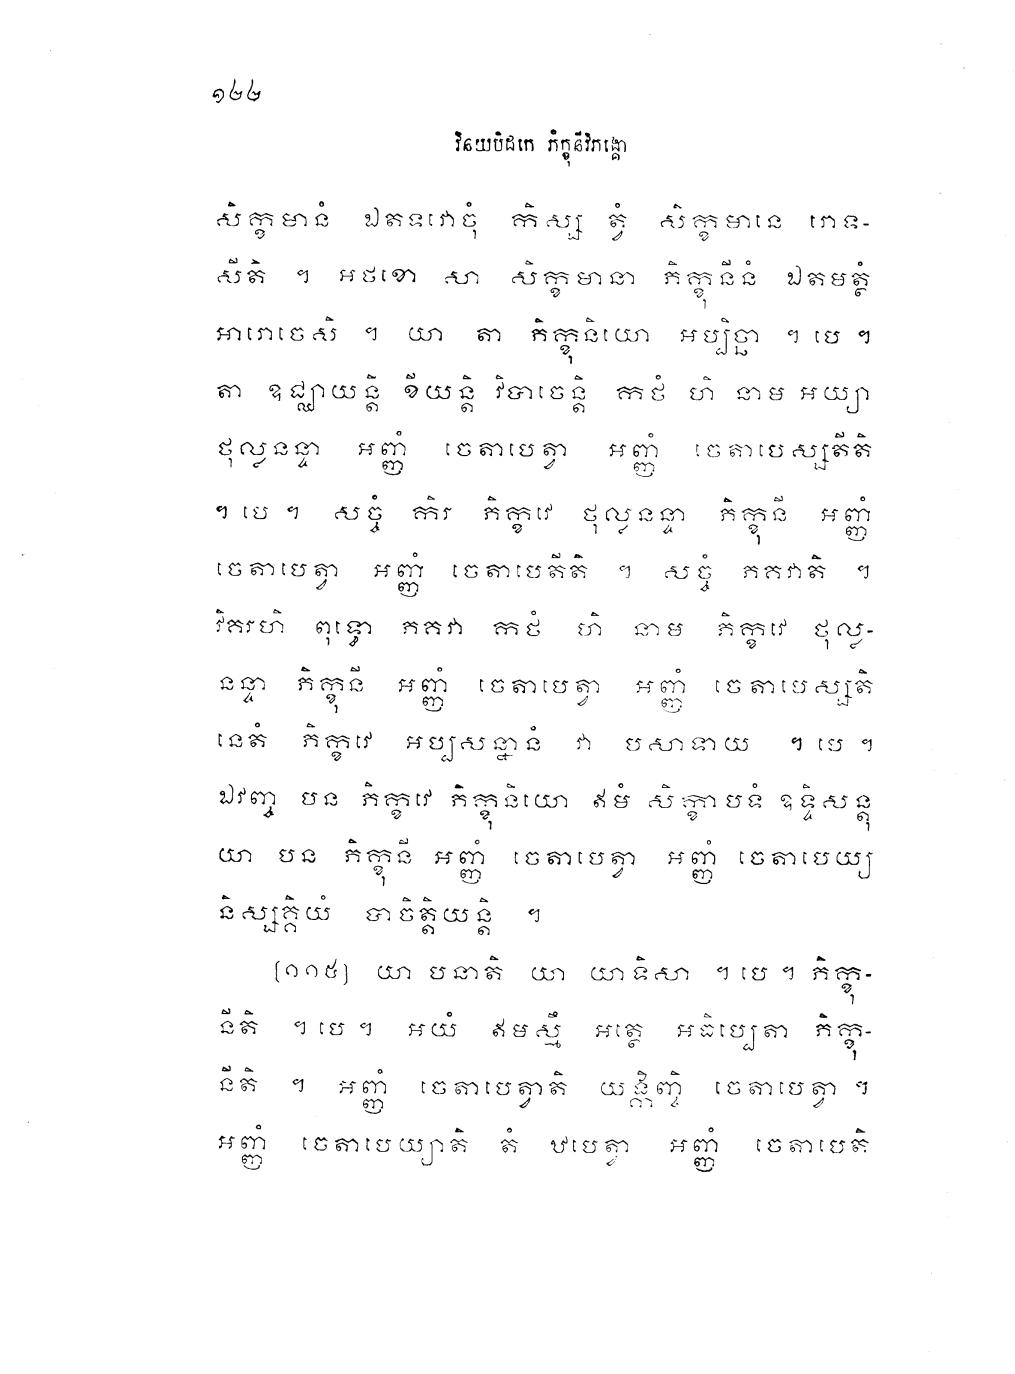 ១៤៤
វិនយបិដកេ ភិក្ខុនីវិភង្គោ
សិក្ខមានំ ឯតទវោចុំ កិស្ស ត្វំ សិក្ខមានេ រោទ-
សីតិ ។ អថខោ សា សិក្ខមានា ភិក្ខុនីនំ ឯតមត្ថំ
អារោចេសិ ។ យា តា ភិក្ខុនិយោ អប្បិច្ឆា ។ បេ ។
តា ឧជ្ឈាយន្តិ ខីយន្តិ វិបាចេន្តិ កថំ ហិ នាម អយ្យា
ថុល្លនន្ទា អញ្ញំ ចេតាបេត្វា អញ្ញំ ចេតាបេស្សតីតិ
។ បេ ។ សច្ចំ កិរ ភិក្ខវេ ថុល្លនន្ទា ភិក្ខុនី អញ្ញំ
ចេតាបេត្វា អញ្ញំ ចេតាបេតីតិ ។ សច្ចំ ភគវាតិ ។
វិគរហិ ពុទ្ធោ ភគវា កថំ ហិ នាម ភិក្ខវេ ថុល្ល-
នន្ទា ភិក្ខុនី អញ្ញំ ចេតាបេត្វា អញ្ញំ ចេតាបេស្សតិ
នេតំ ភិក្ខវេ អប្បសន្នានំ វា បសាទាយ ។ បេ ។
ឯវញ្ច បន ភិក្ខវេ ភិក្ខុនិយោ ឥមំ សិក្ខាបទំ ឧទ្ទិសន្តុ
យា បន ភិក្ខុនី អញ្ញំ ចេតាបេត្វា អញ្ញំ ចេតាបេយ្យ
និស្សគ្គិយំ បាចិត្តិយន្តិ ។
(១១៥) យា បនាតិ យា យាទិសា ។ បេ ។ ភិក្ខុ-
នីតិ ។ បេ ។ អយំ ឥមស្មឹ អត្ថេ អធិប្បេតា ភិក្ខុ-
នីតិ ។ អញ្ញំ ចេតាបេត្វាតិ យង្កិញ្ចិ ចេតាបេត្វា ។
អញ្ញំ ចេតាបេយ្យាតិ តំ ឋបេត្វា អញ្ញំ ចេតាបេតិ